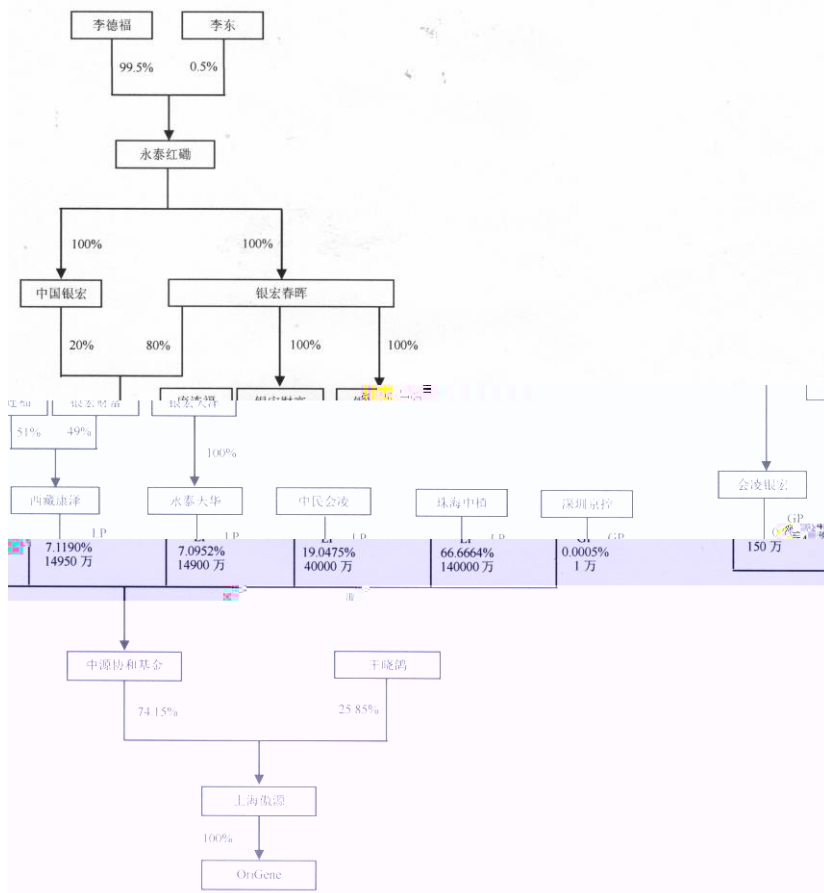 李德福 李东
99.5% 0.5%
永泰红磡
100% 100%
中国银宏 银宏春晖
20% 80% 100% 100%
51% 49%
100%
西藏康泽 永泰大华 中民会凌 珠海中植 深圳京控 会凌银宏
LP LP LP LP GP GP
7.1190% 7.0952% 19.0475% 66.6664% 0.0005%
14950 万 14900 万 40000 万 140000 万 1 万 150 万
中源协和基金 王晓鸽
74.15% 25.85%
上海傲源
100%
OriGene